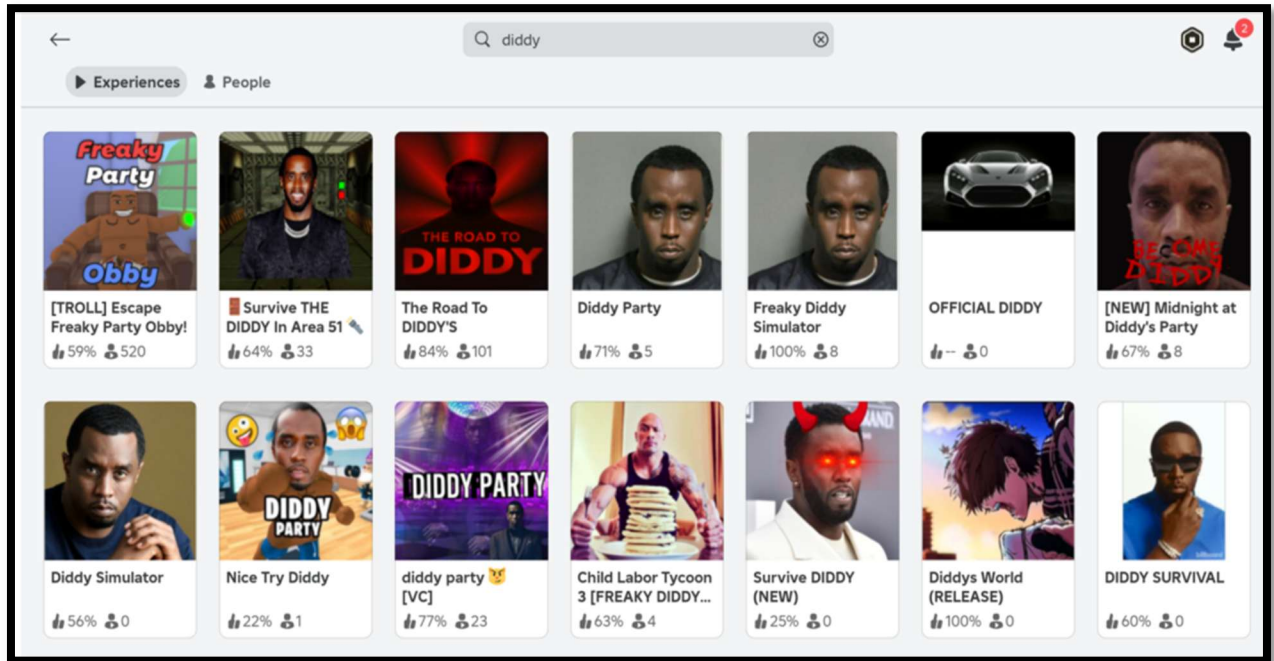 diddy
2
Experiences
People
Freaky
Party
Obby
[TROLL] Escape
Freaky Party Obby!
59% 520
🚪Survive THE
DIDDY In Area 51 🔦
64% 33
THE ROAD TO
DIDDY
The Road To
DIDDY'S
84% 101
Diddy Party
71% 5
Freaky Diddy
Simulator
100% 8
OFFICIAL DIDDY
-- 0
BECOME
DIDDY
[NEW] Midnight at
Diddy's Party
67% 8
Diddy Simulator
56% 0
DIDDY
PARTY
Nice Try Diddy
22% 1
DIDDY PARTY
diddy party 😼
[VC]
77% 23
Child Labor Tycoon
3 [FREAKY DIDDY...
63% 4
AND
Survive DIDDY
(NEW)
25% 0
Diddys World
(RELEASE)
100% 0
billboard
DIDDY SURVIVAL
60% 0